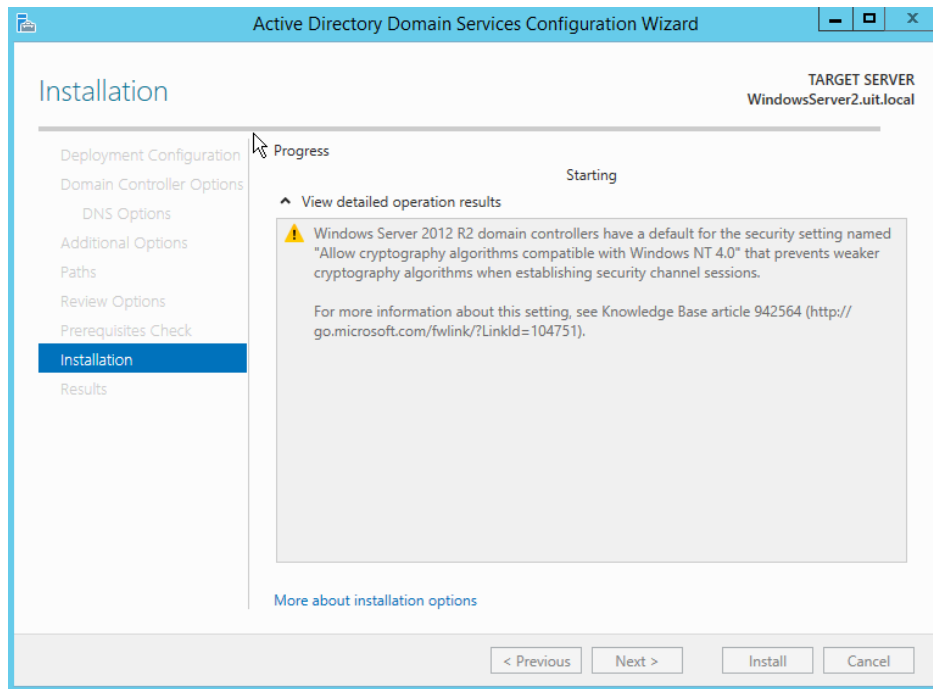 Active Directory Domain Services Configuration Wizard
Installation
TARGET SERVER
WindowsServer2.uit.local
Deployment Configuration
Domain Controller Options
DNS Options
Additional Options
Paths
Review Options
Prerequisites Check
Installation
Results
Progress
Starting
View detailed operation results
Windows Server 2012 R2 domain controllers have a default for the security setting named
"Allow cryptography algorithms compatible with Windows NT 4.0" that prevents weaker
cryptography algorithms when establishing security channel sessions.
For more information about this setting, see Knowledge Base article 942564 (http://
go.microsoft.com/fwlink/?LinkId=104751).
More about installation options
< Previous
Next >
Install
Cancel